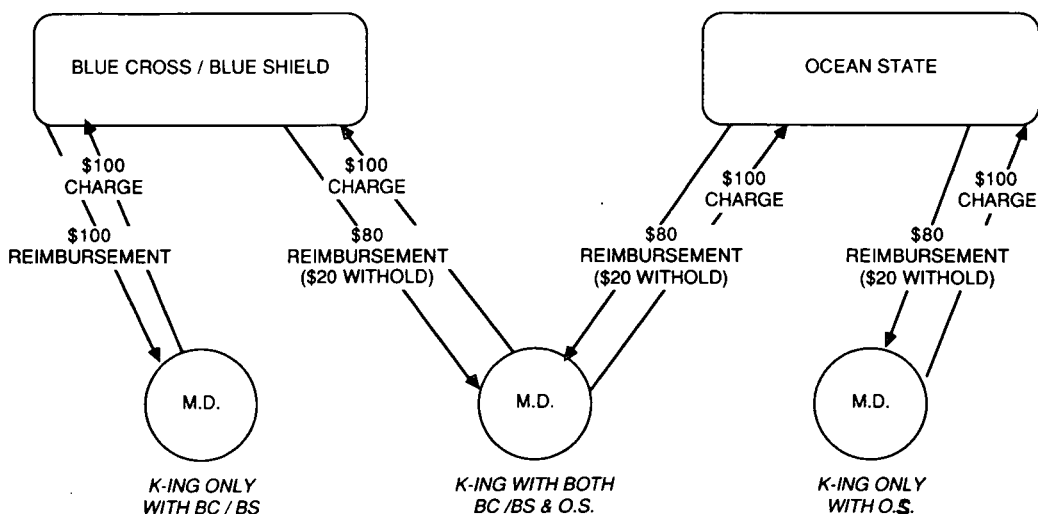 BLUE CROSS / BLUE SHIELD
OCEAN STATE
$100
CHARGE
$100
REIMBURSEMENT
$100
CHARGE
$80
REIMBURSEMENT
($20 WITHOLD)
$100
CHARGE
$80
REIMBURSEMENT
($20 WITHOLD)
$100
CHARGE
$80
REIMBURSEMENT
($20 WITHOLD)
M.D.
M.D.
M.D.
K-ING ONLY
WITH BC / BS
K-ING WITH BOTH
BC /BS & O.S.
K-ING ONLY
WITH O.S.